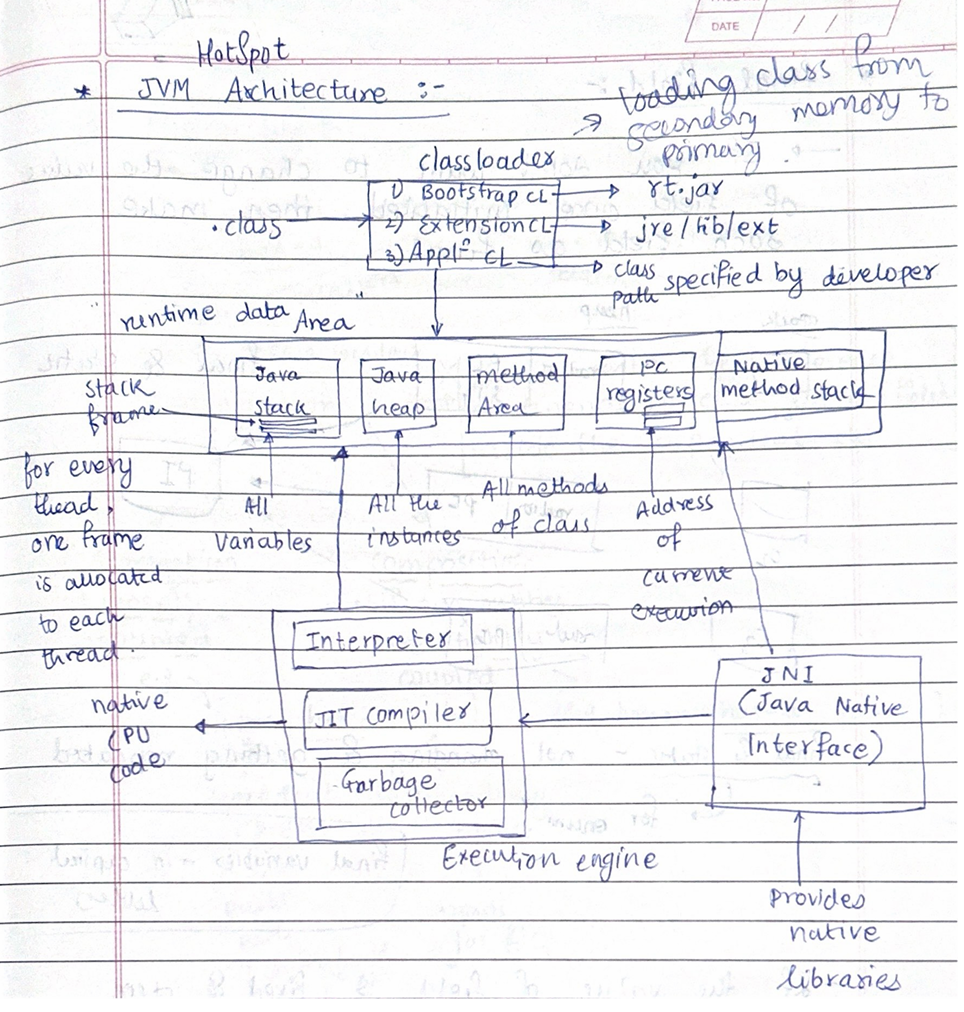 DATE / /
HotSpot
* JVM Architecture :-
→ loading class from
secondary memory to
primary
classloader
1) Bootstrap CL → rt.jar
.class
2) Extension CL → jre/lib/ext
3) Appln CL → class
path specified by developer
"runtime data Area"
Java
stack
Java
heap
method
Area
PC
registers
Native
method stack
stack
frame
for every
thead,
one frame
is allocated
to each
thread.
All
variables
All the
instances
All methods
of class
Address
of
current
execution
Interpreter
JIT compiler
Garbage
collector
Execution engine
native
CPU
code
JNI
(Java Native
Interface)
provides
native
libraries